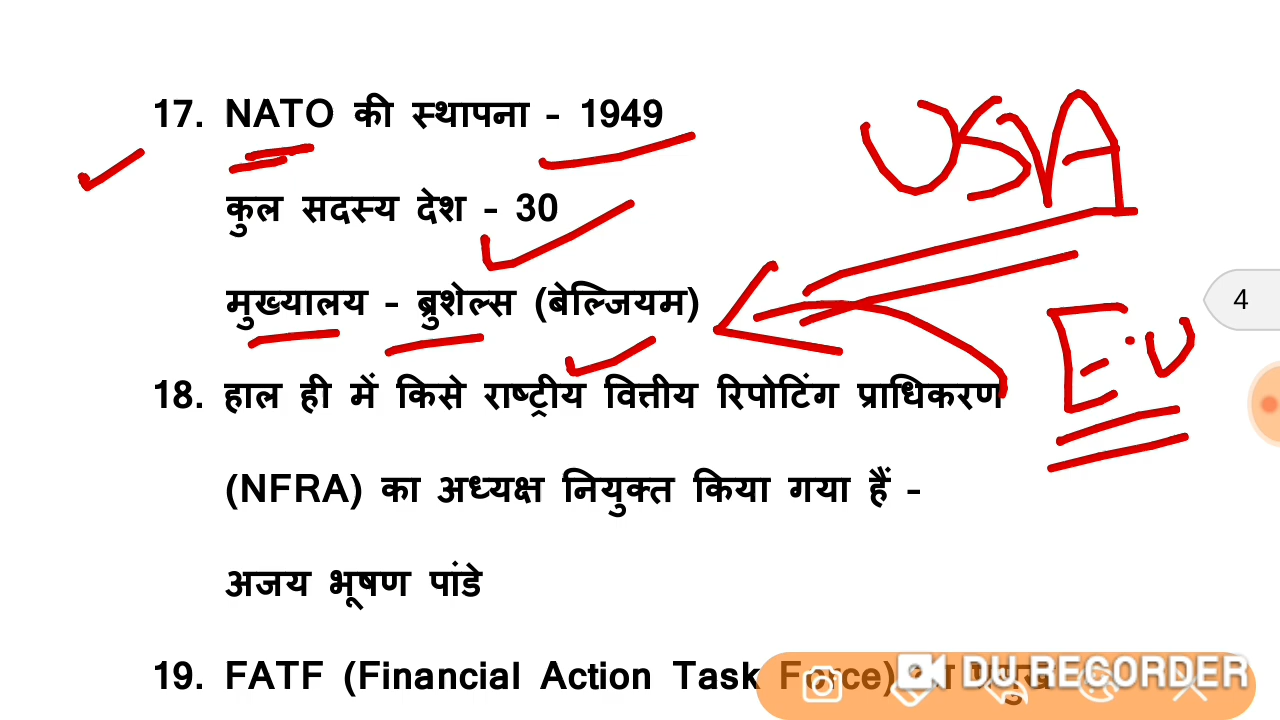 17. NATO की स्थापना - 1949
USA
कुल सदस्य देश - 30
मुख्यालय - ब्रुशेल्स (बेल्जियम)
4
E.U
18. हाल ही में किसे राष्ट्रीय वित्तीय रिपोटिंग प्राधिकरण
(NFRA) का अध्यक्ष नियुक्त किया गया हैं -
अजय भूषण पांडे
19. FATF (Financial Action Task Force)
DU RECORDER